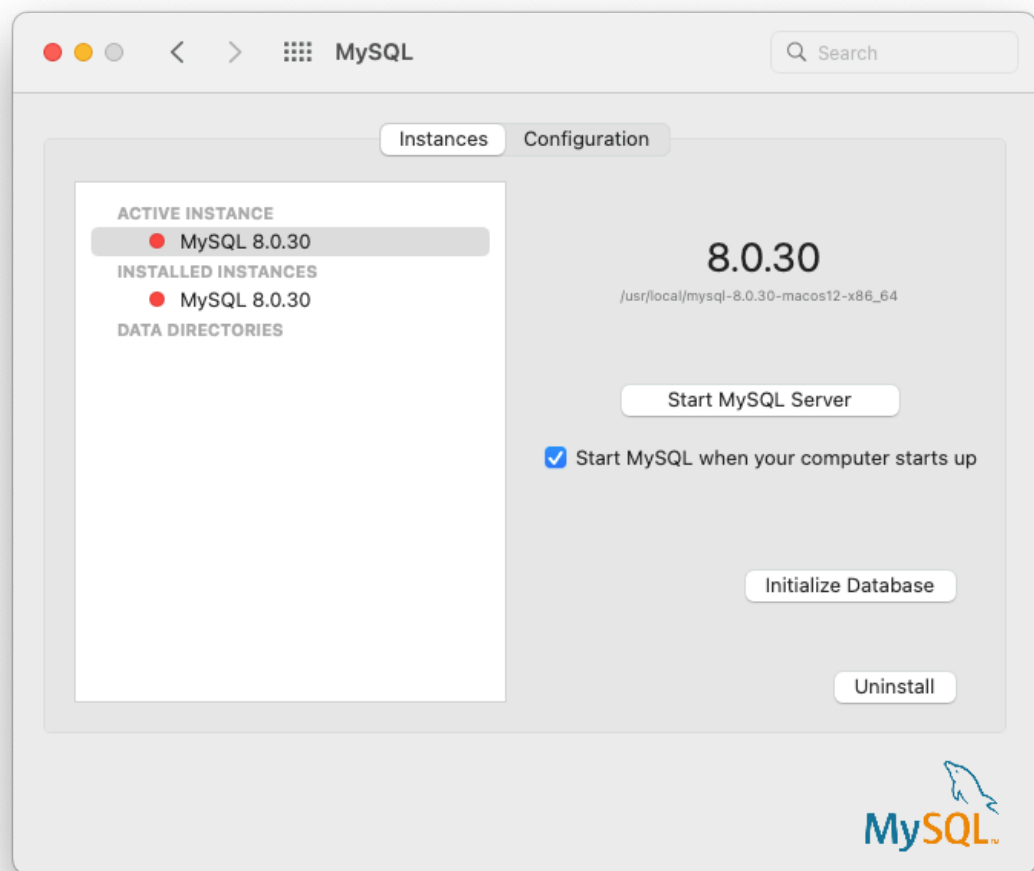 MySQL
Search
Instances
Configuration
ACTIVE INSTANCE
MySQL 8.0.30
INSTALLED INSTANCES
MySQL 8.0.30
DATA DIRECTORIES
8.0.30
/usr/local/mysql-8.0.30-macos12-x86_64
Start MySQL Server
Start MySQL when your computer starts up
Initialize Database
Uninstall
MySQL™